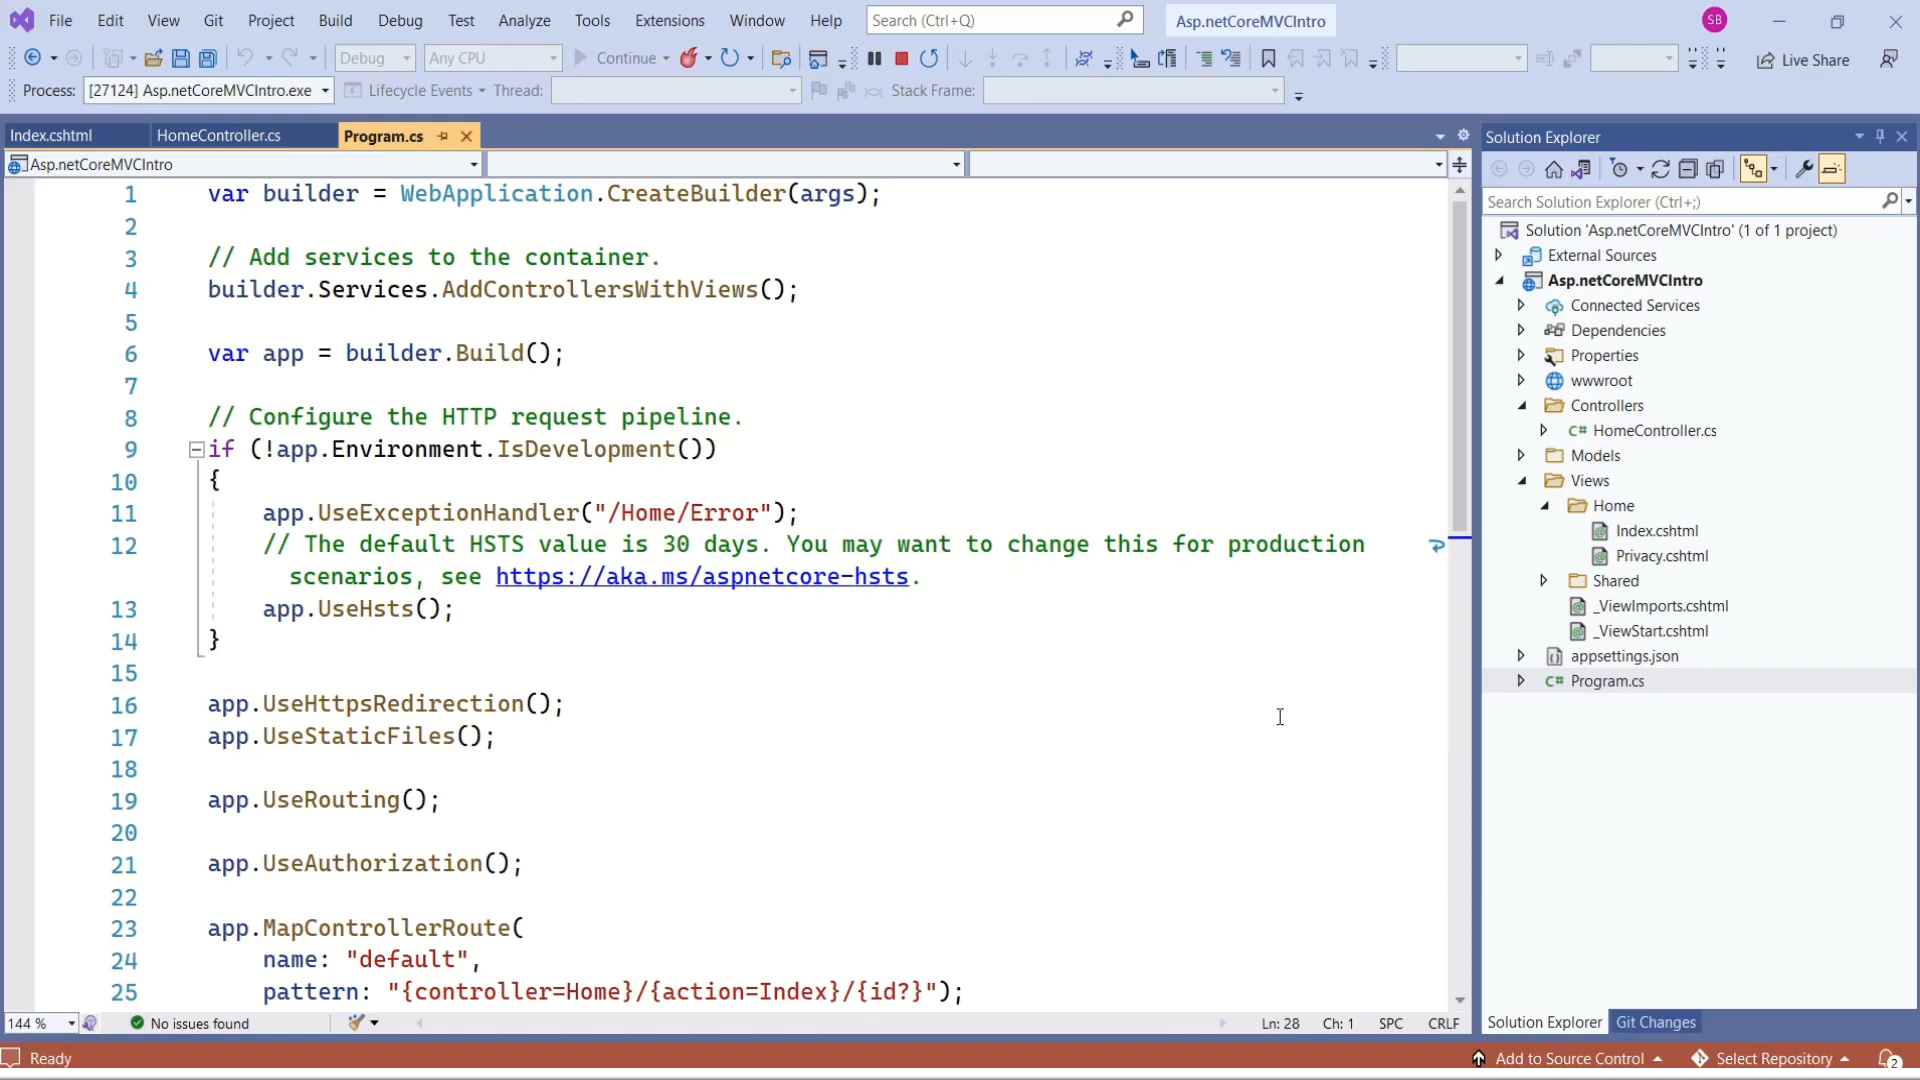 File Edit View Git Project Build Debug Test Analyze Tools Extensions Window Help Search (Ctrl+Q) Asp.netCoreMVCIntro SB
Debug Any CPU Continue Live Share
Process: [27124] Asp.netCoreMVCIntro.exe Lifecycle Events Thread: Stack Frame:
Index.cshtml HomeController.cs Program.cs
Asp.netCoreMVCIntro
1 var builder = WebApplication.CreateBuilder(args);
2
3 // Add services to the container.
4 builder.Services.AddControllersWithViews();
5
6 var app = builder.Build();
7
8 // Configure the HTTP request pipeline.
9 if (!app.Environment.IsDevelopment())
10 {
11 app.UseExceptionHandler("/Home/Error");
12 // The default HSTS value is 30 days. You may want to change this for production
scenarios, see https://aka.ms/aspnetcore-hsts.
13 app.UseHsts();
14 }
15
16 app.UseHttpsRedirection();
17 app.UseStaticFiles();
18
19 app.UseRouting();
20
21 app.UseAuthorization();
22
23 app.MapControllerRoute(
24 name: "default",
25 pattern: "{controller=Home}/{action=Index}/{id?}");
144 % No issues found Ln: 28 Ch: 1 SPC CRLF
Solution Explorer
Search Solution Explorer (Ctrl+;)
Solution 'Asp.netCoreMVCIntro' (1 of 1 project)
External Sources
Asp.netCoreMVCIntro
Connected Services
Dependencies
Properties
wwwroot
Controllers
C# HomeController.cs
Models
Views
Home
Index.cshtml
Privacy.cshtml
Shared
_ViewImports.cshtml
_ViewStart.cshtml
appsettings.json
C# Program.cs
Solution Explorer Git Changes
Ready Add to Source Control Select Repository 2